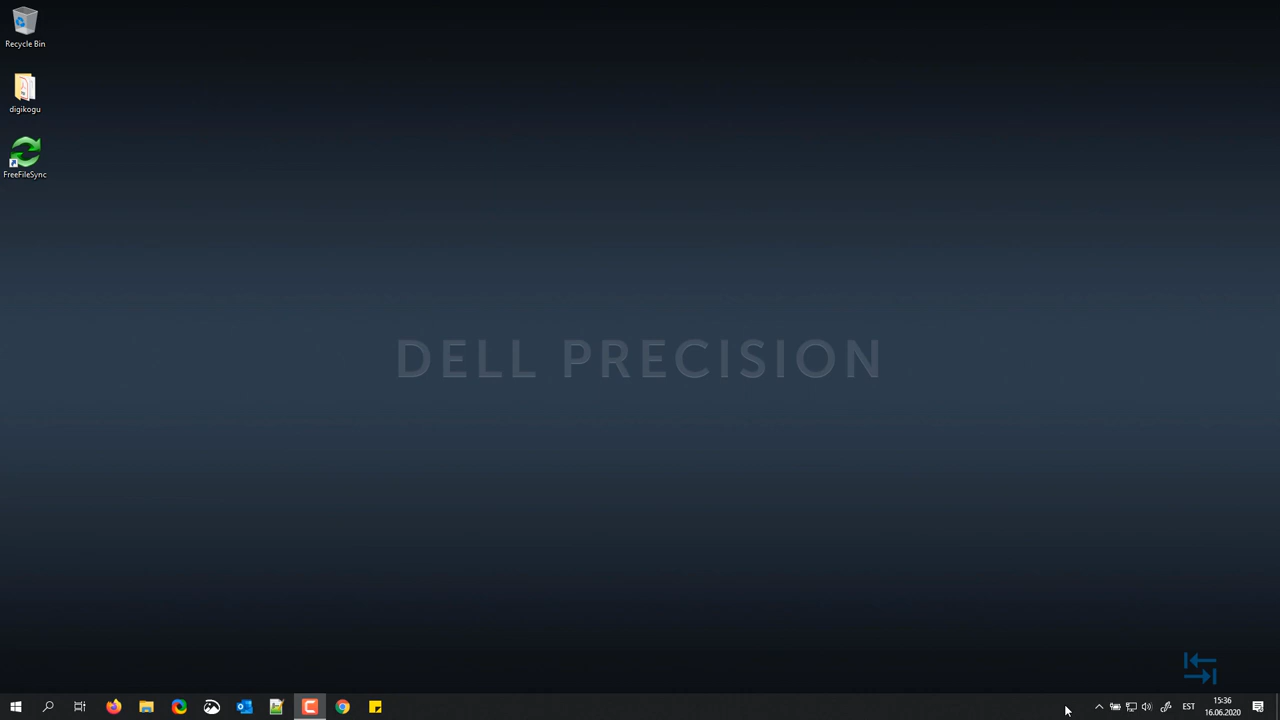 Recycle Bin
digikogu
FreeFileSync
DELL PRECISION
EST
15:36
16.06.2020